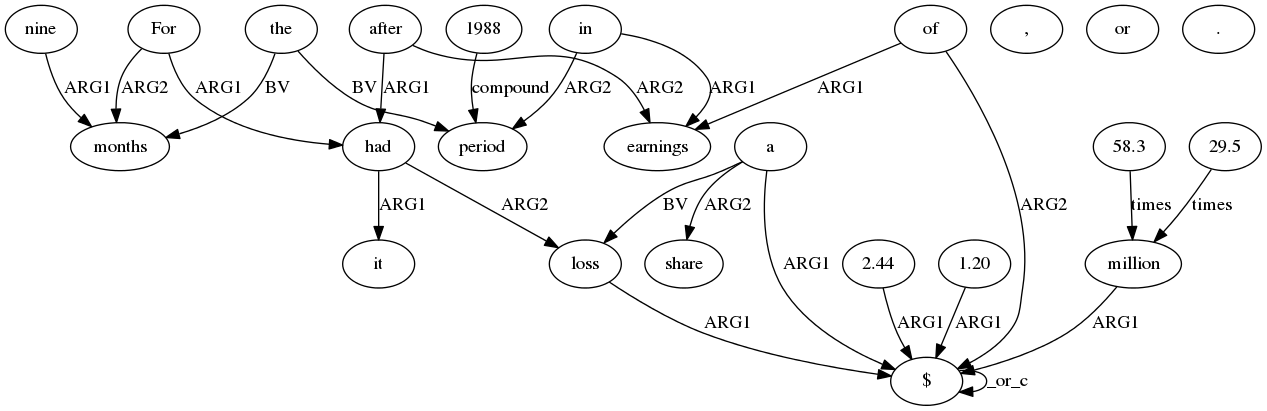 nine For the after 1988 in of , or .
ARG1 ARG2 ARG1 BV BV ARG1 compound ARG2 ARG2 ARG1 ARG1
months had period earnings a 58.3 29.5
ARG1 ARG2 BV ARG2 ARG2 times times
it loss share 2.44 1.20 million
ARG1
ARG1 ARG1 ARG1 ARG1
$ _or_c